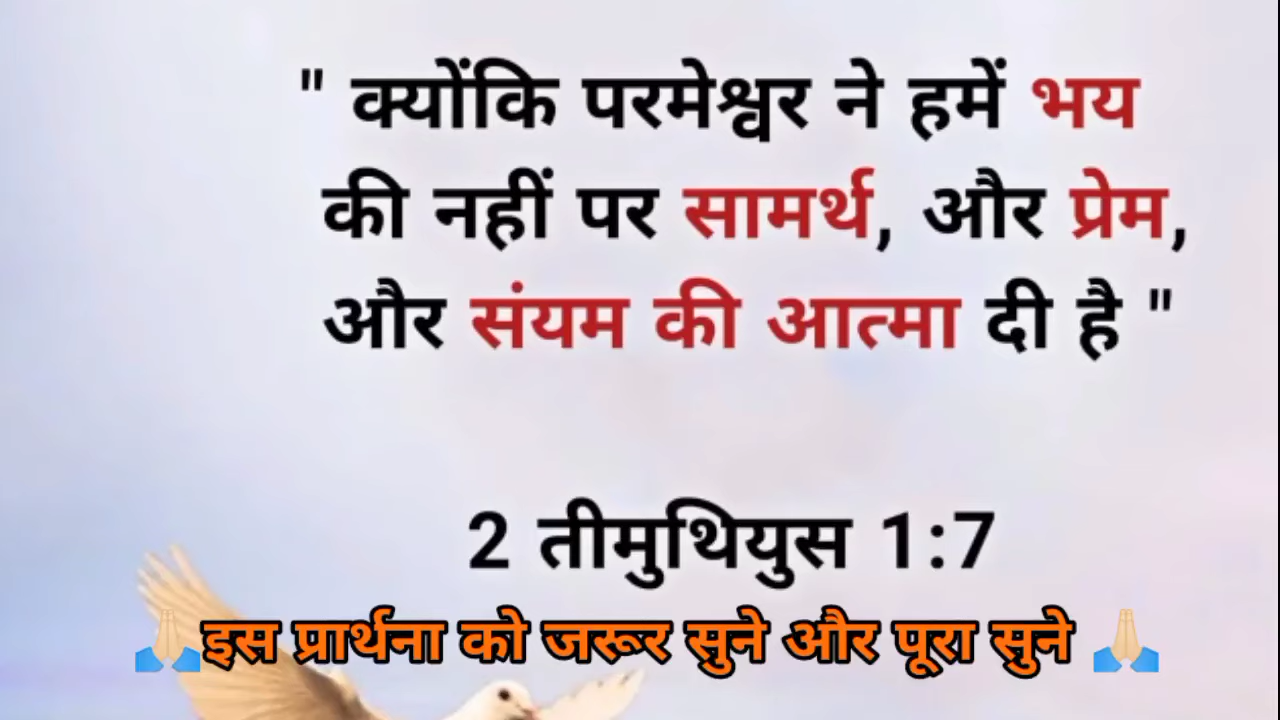 " क्योंकि परमेश्वर ने हमें भय
की नहीं पर सामर्थ, और प्रेम,
और संयम की आत्मा दी है "
2 तीमुथियुस 1:7
🙏🏻इस प्रार्थना को जरूर सुने और पूरा सुने 🙏🏻